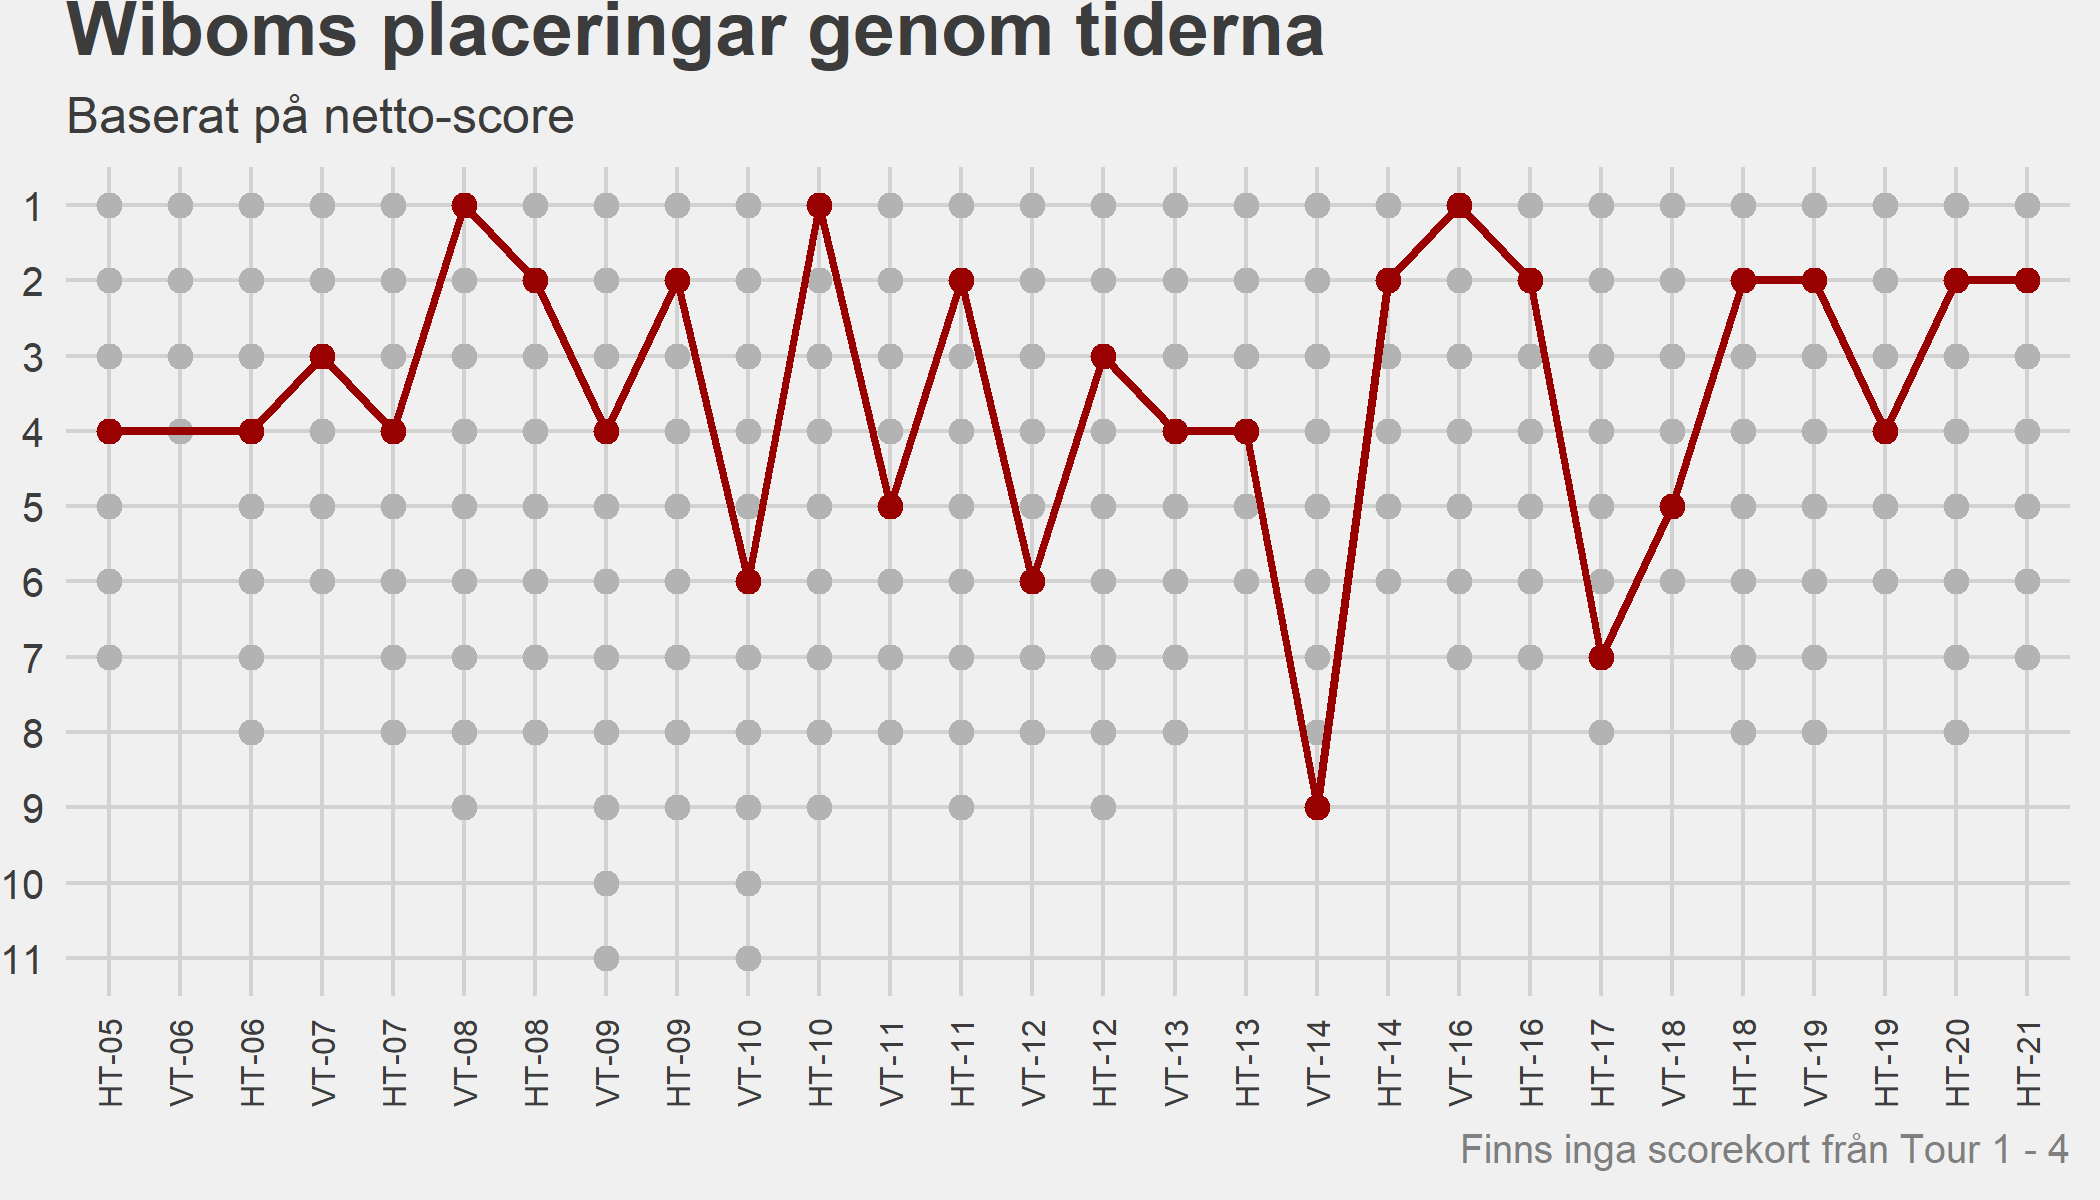 Wiboms placeringar genom tiderna
Baserat på netto-score
1
2
3
4
5
6
7
8
9
10
11
HT-05
VT-06
HT-06
VT-07
HT-07
VT-08
HT-08
VT-09
HT-09
VT-10
HT-10
VT-11
HT-11
VT-12
HT-12
VT-13
HT-13
VT-14
HT-14
VT-16
HT-16
HT-17
VT-18
HT-18
VT-19
HT-19
HT-20
HT-21
Finns inga scorekort från Tour 1 - 4